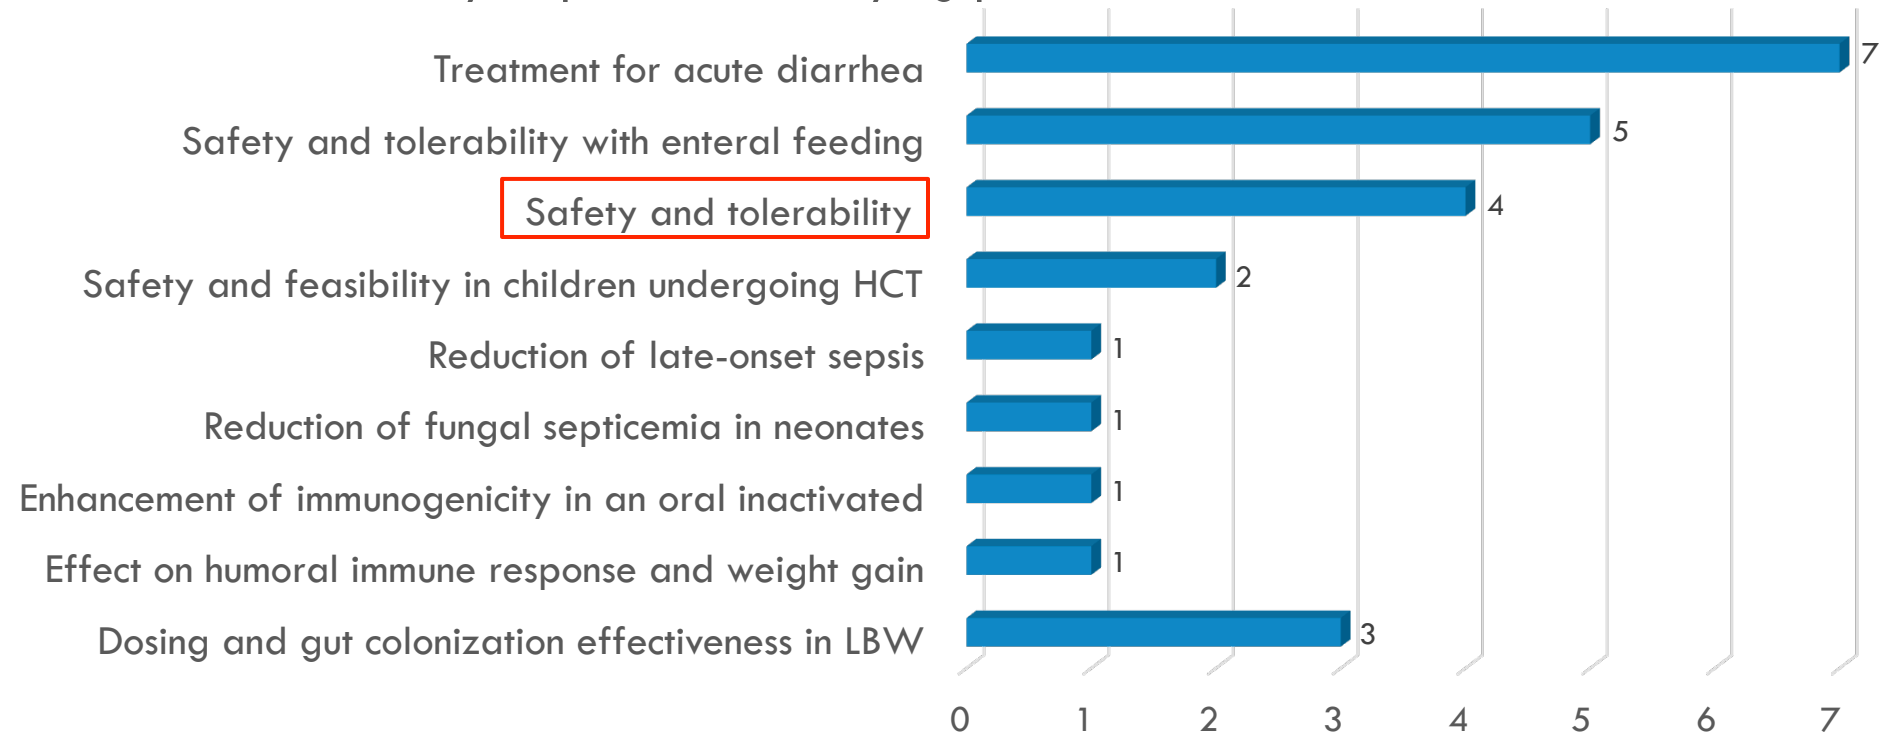 Treatment for acute diarrhea
7
Safety and tolerability with enteral feeding
5
Safety and tolerability
4
Safety and feasibility in children undergoing HCT
2
Reduction of late-onset sepsis
1
Reduction of fungal septicemia in neonates
1
Enhancement of immunogenicity in an oral inactivated
1
Effect on humoral immune response and weight gain
1
Dosing and gut colonization effectiveness in LBW
3
0 1 2 3 4 5 6 7